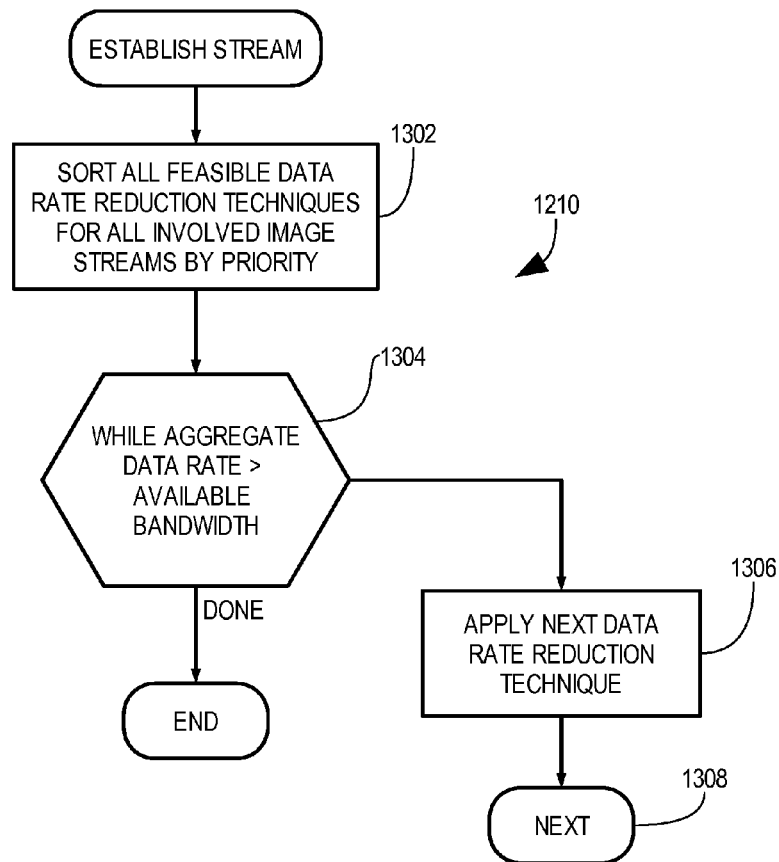 ESTABLISH STREAM
1302
SORT ALL FEASIBLE DATA
RATE REDUCTION TECHNIQUES
FOR ALL INVOLVED IMAGE
STREAMS BY PRIORITY
1210
1304
WHILE AGGREGATE
DATA RATE >
AVAILABLE
BANDWIDTH
DONE
END
1306
APPLY NEXT DATA
RATE REDUCTION
TECHNIQUE
1308
NEXT